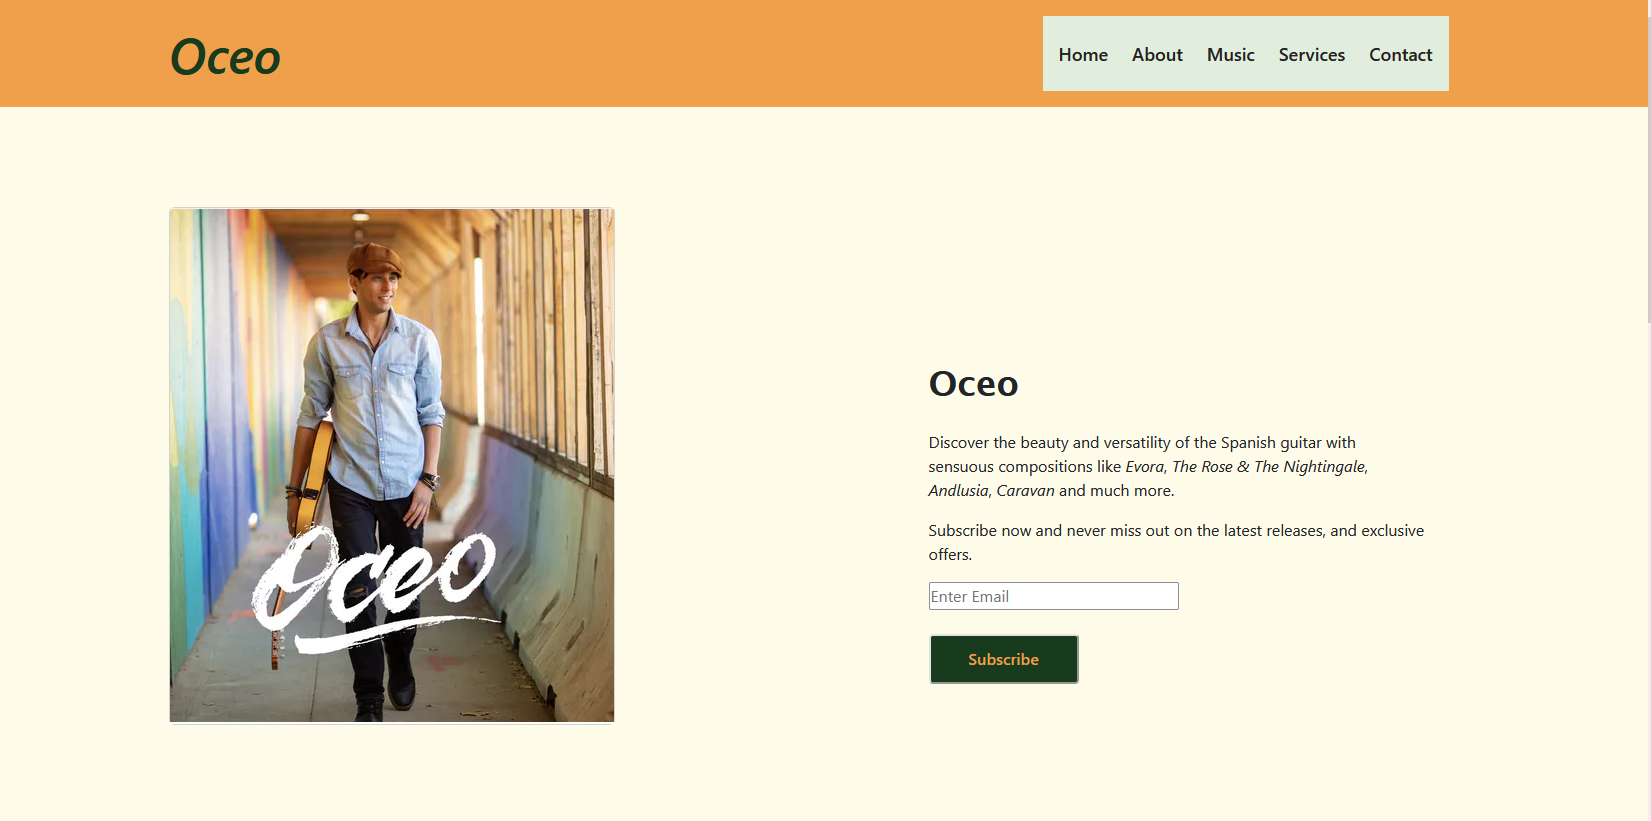 Oceo
Home About Music Services Contact
Oceo
Oceo
Discover the beauty and versatility of the Spanish guitar with
sensuous compositions like Evora, The Rose & The Nightingale,
Andlusia, Caravan and much more.
Subscribe now and never miss out on the latest releases, and exclusive
offers.
Enter Email
Subscribe